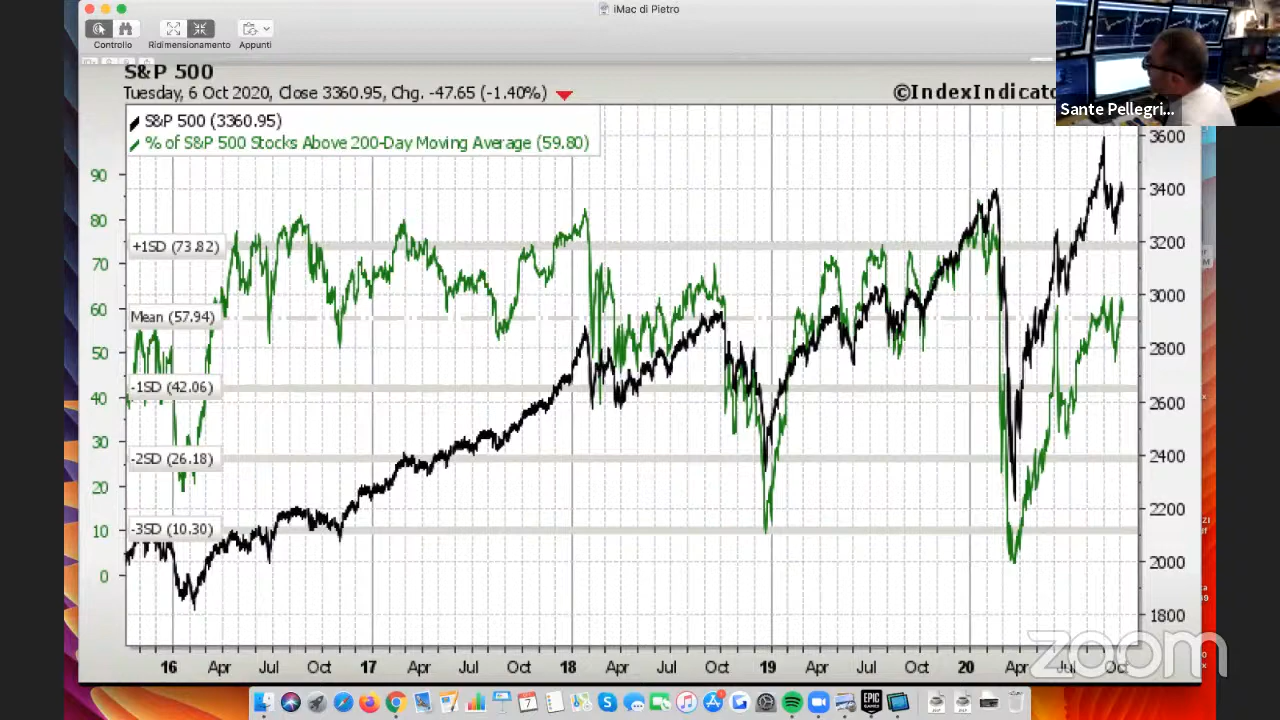 iMac di Pietro
Controllo
Ridimensionamento
Appunti
Sante Pellegri...
S&P 500
Tuesday, 6 Oct 2020, Close 3360.95, Chg. -47.65 (-1.40%)
©IndexIndicato
S&P 500 (3360.95)
% of S&P 500 Stocks Above 200-Day Moving Average (59.80)
90
80
70
60
50
40
30
20
10
0
+1SD (73.82)
Mean (57.94)
-1SD (42.06)
-2SD (26.18)
-3SD (10.30)
3600
3400
3200
3000
2800
2600
2400
2200
2000
1800
16 Apr Jul Oct 17 Apr Jul Oct 18 Apr Jul Oct 19 Apr Jul Oct 20 Apr Jul Oct
zoom
7
EPIC
GAMES